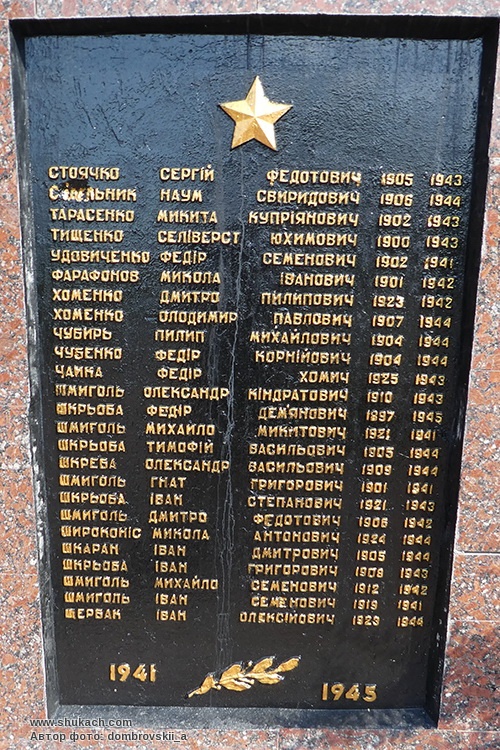 СТОЯЧКО СЕРГІЙ ФЕДОТОВИЧ 1905 1943
НАУМ СВИРИДОВИЧ 1906 1944
ТАРАСЕНКО МИКИТА КУПРІЯНОВИЧ 1902 1943
ТИЩЕНКО СЕЛІВЕРСТ ЮХИМОВИЧ 1900 1943
УДОВИЧЕНКО ФЕДІР СЕМЕНОВИЧ 1902 1941
ФАРАФОНОВ МИКОЛА ІВАНОВИЧ 1901 1942
ХОМЕНКО ДМИТРО ПИЛИПОВИЧ 1923 1942
ХОМЕНКО ОЛОДИМИР ПАВЛОВИЧ 1907 1944
ЧУБИРЬ ПИЛИП МИХАЙЛОВИЧ 1904 1944
ЧУБЕНКО ФЕДІР КОРНІЙОВИЧ 1904 1944
ЧАЙКА ФЕДІР ХОМИЧ 1925 1943
ШМИГОЛЬ ОЛЕКСАНДР КІНДРАТОВИЧ 1910 1943
ШКРЬОБА ФЕДІР ДЕМ'ЯНОВИЧ 1897 1945
ШМИГОЛЬ МИХАЙЛО МИКИТОВИЧ 1921 1941
ШКРЬОБА ТИМОФІЙ ВАСИЛЬОВИЧ 1905 1944
ШКРЕБА ОЛЕКСАНДР ВАСИЛЬОВИЧ 1909 1944
ШМИГОЛЬ ГНАТ ГРИГОРОВИЧ 1901 1941
ШКРЬОБА ІВАН СТЕПАНОВИЧ 1921 1943
ШМИГОЛЬ ДМИТРО ФЕДОТОВИЧ 1906 1942
ШИРОКОНІС МИКОЛА АНТОНОВИЧ 1924 1944
ШКАРАН ІВАН ДМИТРОВИЧ 1905 1944
ШКРЬОБА ІВАН ГРИГОРОВИЧ 1908 1943
ШМИГОЛЬ МИХАЙЛО СЕМЕНОВИЧ 1912 1942
ШМИГОЛЬ ІВАН СЕМЕНОВИЧ 1919 1941
ЩЕРБАК ІВАН ОЛЕКСІЙОВИЧ 1923 1944
1941
1945
www.shukach.com
Автор фото: dombrovskii_a